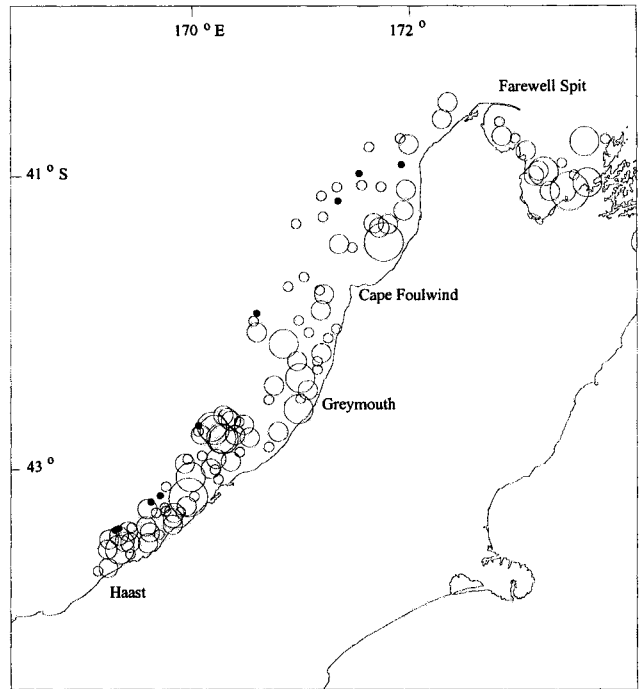 170 ° E
172 °
Farewell Spit
41 ° S
Cape Foulwind
Greymouth
43 °
Haast